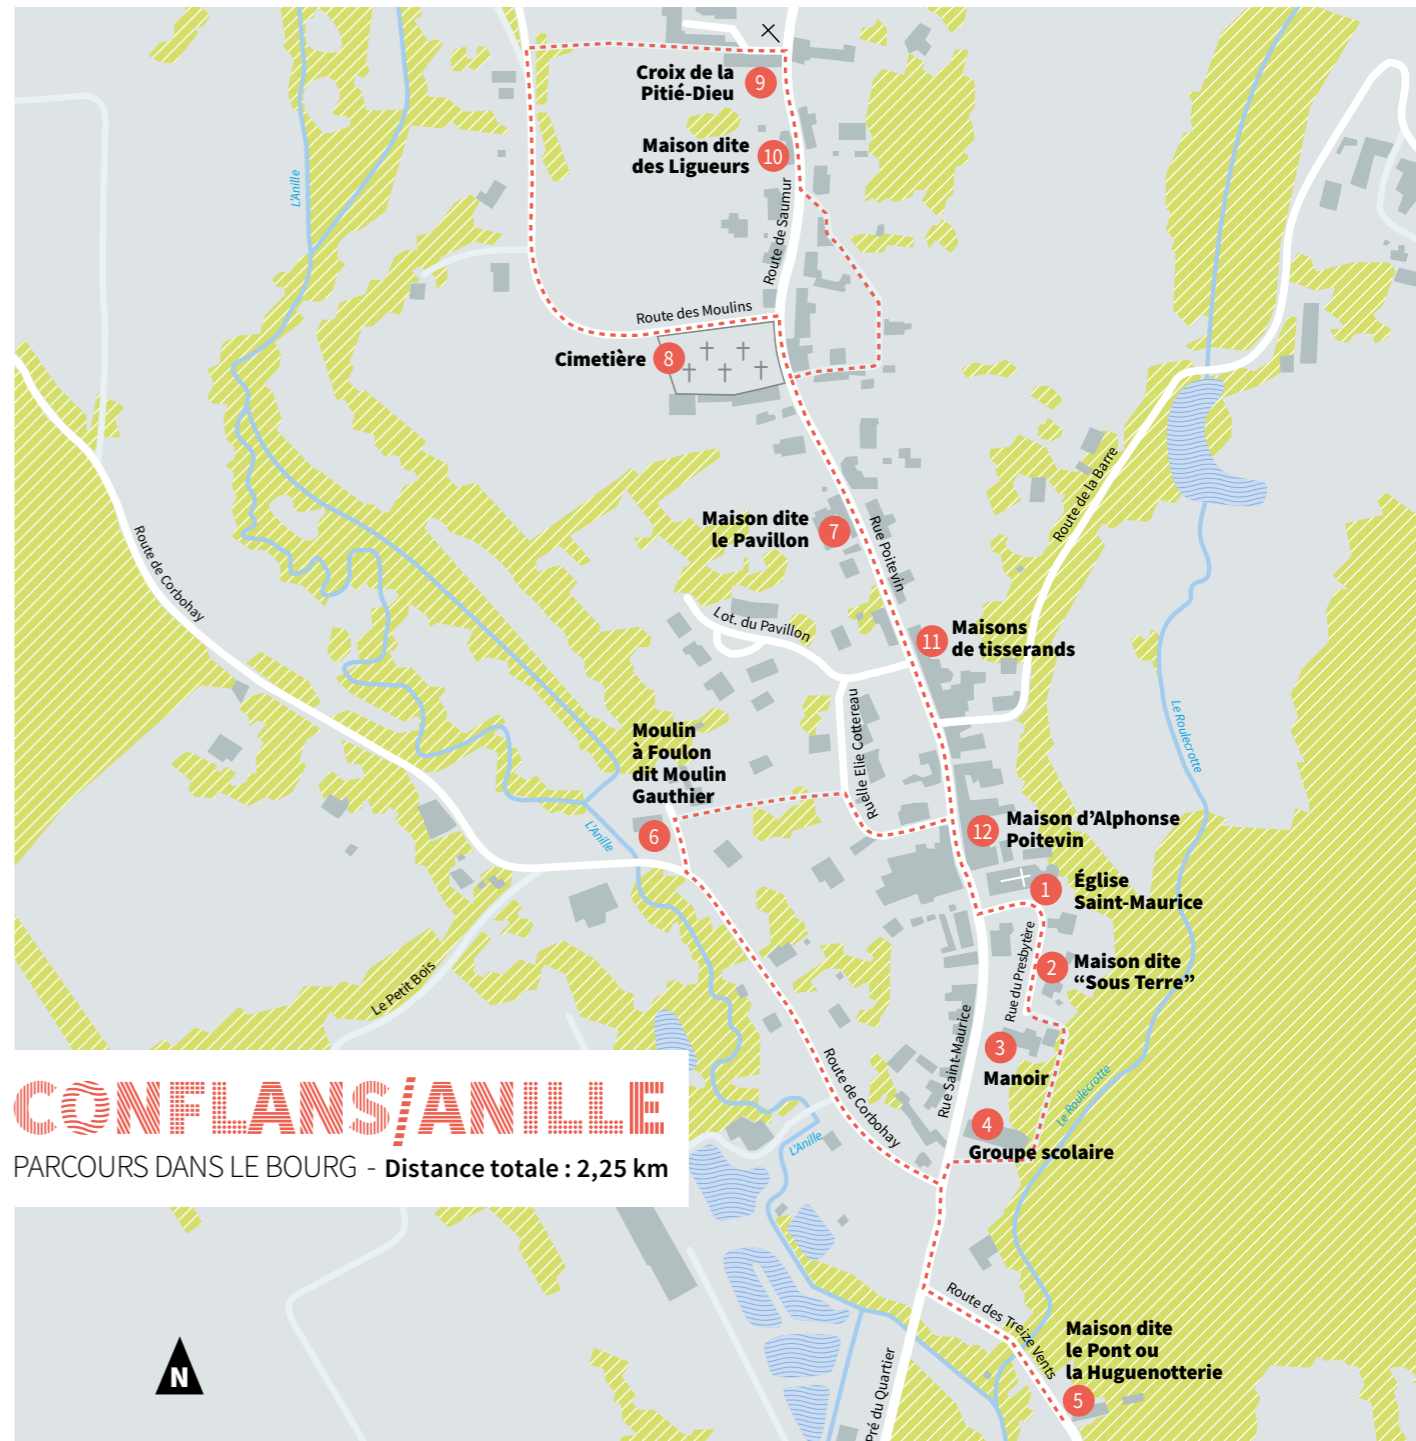 Croix de la
Pitié-Dieu
9
Maison dite
des Ligueurs
10
L'Anille
Route de Saumur
Route des Moulins
Cimetière
8
Maison dite
le Pavillon
7
Rue Poitevin
Route de la Barre
Route de Corbohay
Lot. du Pavillon
11
Maisons
de tisserands
Ruelle Elie Cottereau
Le Roulecrotte
Moulin
à Foulon
dit Moulin
Gauthier
6
L'Anille
12
Maison d'Alphonse
Poitevin
1
Église
Saint-Maurice
Rue du Presbytère
2
Maison dite
“Sous Terre”
Le Petit Bois
3
Manoir
Rue Saint-Maurice
Route de Corbohay
Le Roulecrotte
4
Groupe scolaire
L'Anille
CONFLANS/ANILLE
PARCOURS DANS LE BOURG - Distance totale : 2,25 km
Route des Treize Vents
Maison dite
le Pont ou
la Huguenotterie
5
Pré du Quartier
N